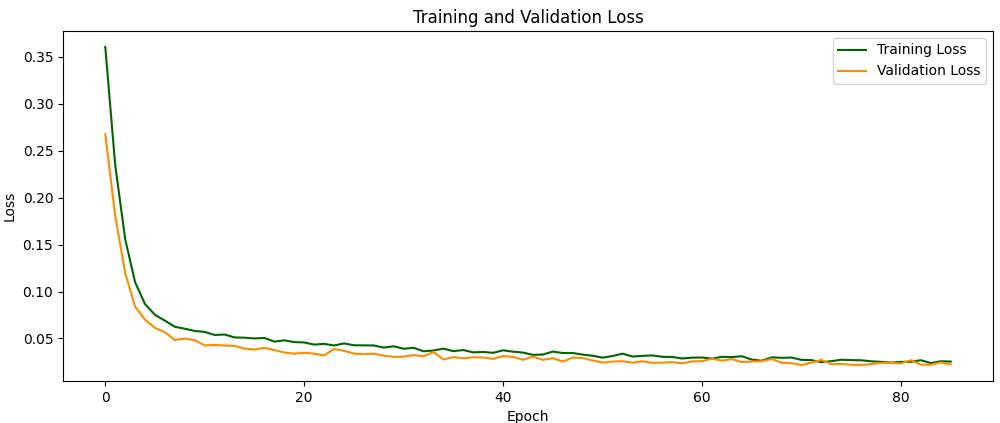 Training and Validation Loss
Training Loss
Validation Loss
Loss
0.35
0.30
0.25
0.20
0.15
0.10
0.05
0 20 40 60 80
Epoch